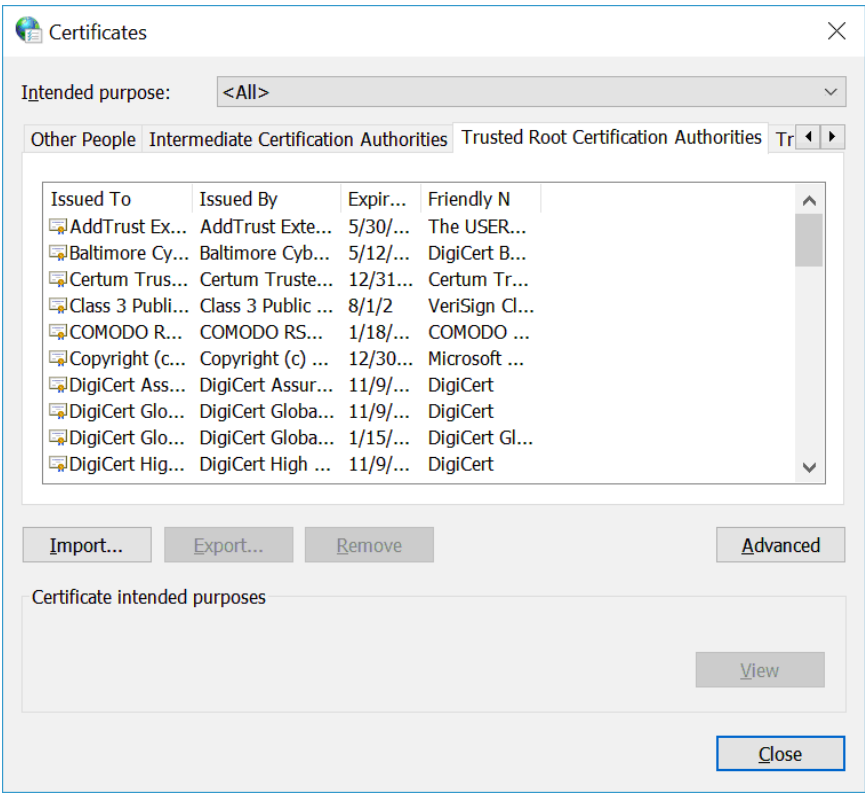 Certificates
Intended purpose: <All>
Other People Intermediate Certification Authorities Trusted Root Certification Authorities Tr
Issued To Issued By Expir... Friendly N
AddTrust Ex... AddTrust Exte... 5/30/... The USER...
Baltimore Cy... Baltimore Cyb... 5/12/... DigiCert B...
Certum Trus... Certum Truste... 12/31... Certum Tr...
Class 3 Publi... Class 3 Public ... 8/1/2 VeriSign Cl...
COMODO R... COMODO RS... 1/18/... COMODO ...
Copyright (c... Copyright (c) ... 12/30... Microsoft ...
DigiCert Ass... DigiCert Assur... 11/9/... DigiCert
DigiCert Glo... DigiCert Globa... 11/9/... DigiCert
DigiCert Glo... DigiCert Globa... 1/15/... DigiCert Gl...
DigiCert Hig... DigiCert High ... 11/9/... DigiCert
Import... Export... Remove Advanced
Certificate intended purposes
View
Close